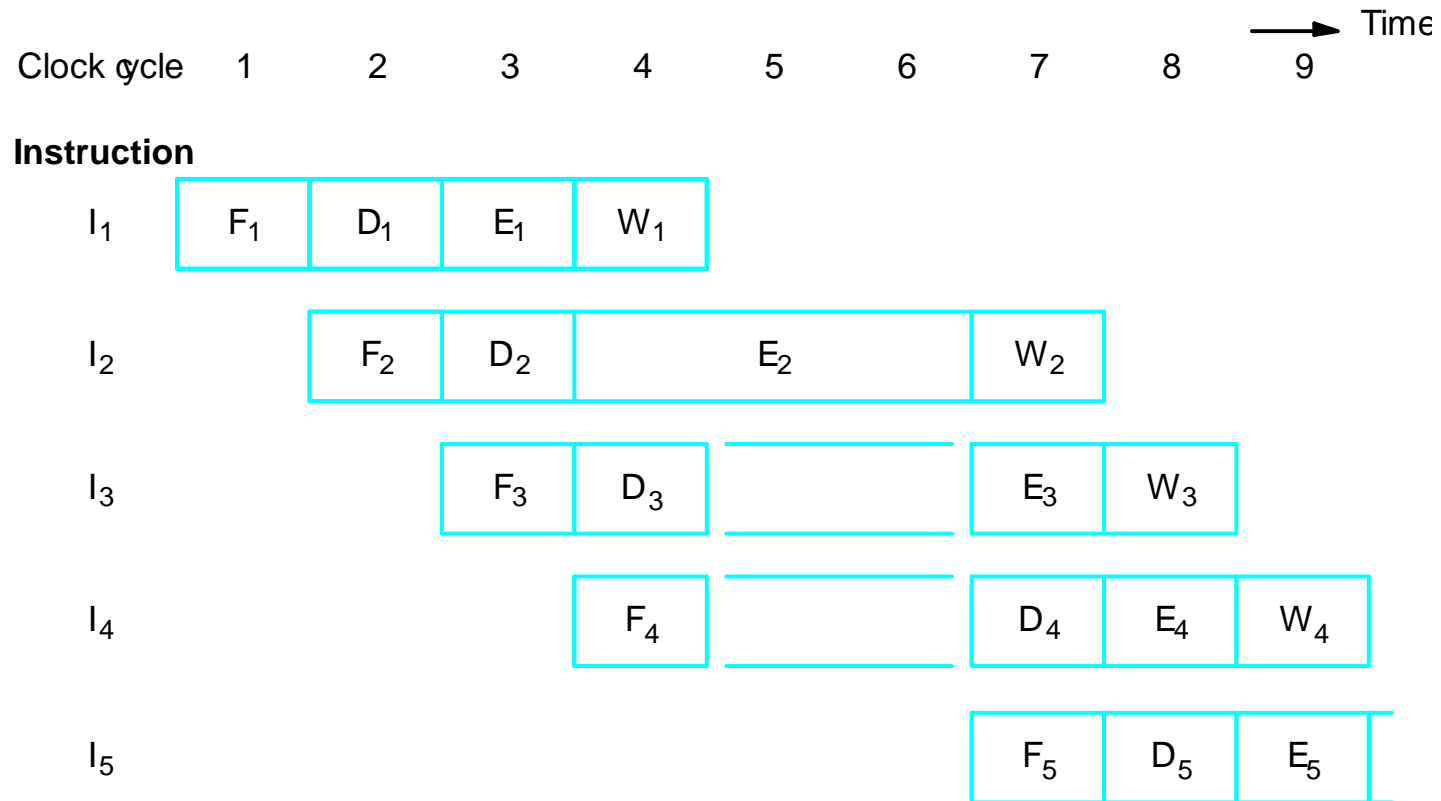 Time
Clock cycle 1 2 3 4 5 6 7 8 9
Instruction
I1 F1 D1 E1 W1
I2 F2 D2 E2 W2
I3 F3 D3 E3 W3
I4 F4 D4 E4 W4
I5 F5 D5 E5